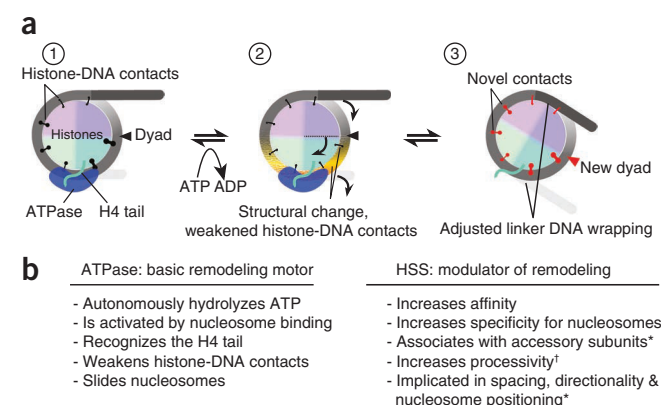 a
1
2
3
Histone-DNA contacts
Histones
Dyad
ATPase
H4 tail
ATP ADP
Structural change,
weakened histone-DNA contacts
Novel contacts
New dyad
Adjusted linker DNA wrapping
b
ATPase: basic remodeling motor
- Autonomously hydrolyzes ATP
- Is activated by nucleosome binding
- Recognizes the H4 tail
- Weakens histone-DNA contacts
- Slides nucleosomes
HSS: modulator of remodeling
- Increases affinity
- Increases specificity for nucleosomes
- Associates with accessory subunits*
- Increases processivity†
- Implicated in spacing, directionality &
nucleosome positioning*